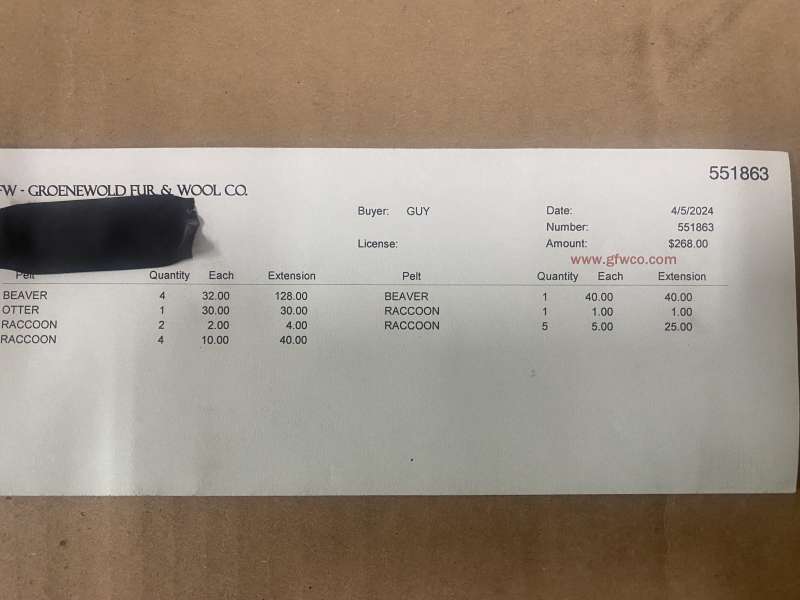 551863
FW - GROENEWOLD FUR & WOOL CO.
Buyer: GUY Date: 4/5/2024
Number: 551863
License: Amount: $268.00
www.gfwco.com
Pelt Quantity Each Extension Pelt Quantity Each Extension
BEAVER 4 32.00 128.00 BEAVER 1 40.00 40.00
OTTER 1 30.00 30.00 RACCOON 1 1.00 1.00
RACCOON 2 2.00 4.00 RACCOON 5 5.00 25.00
RACCOON 4 10.00 40.00